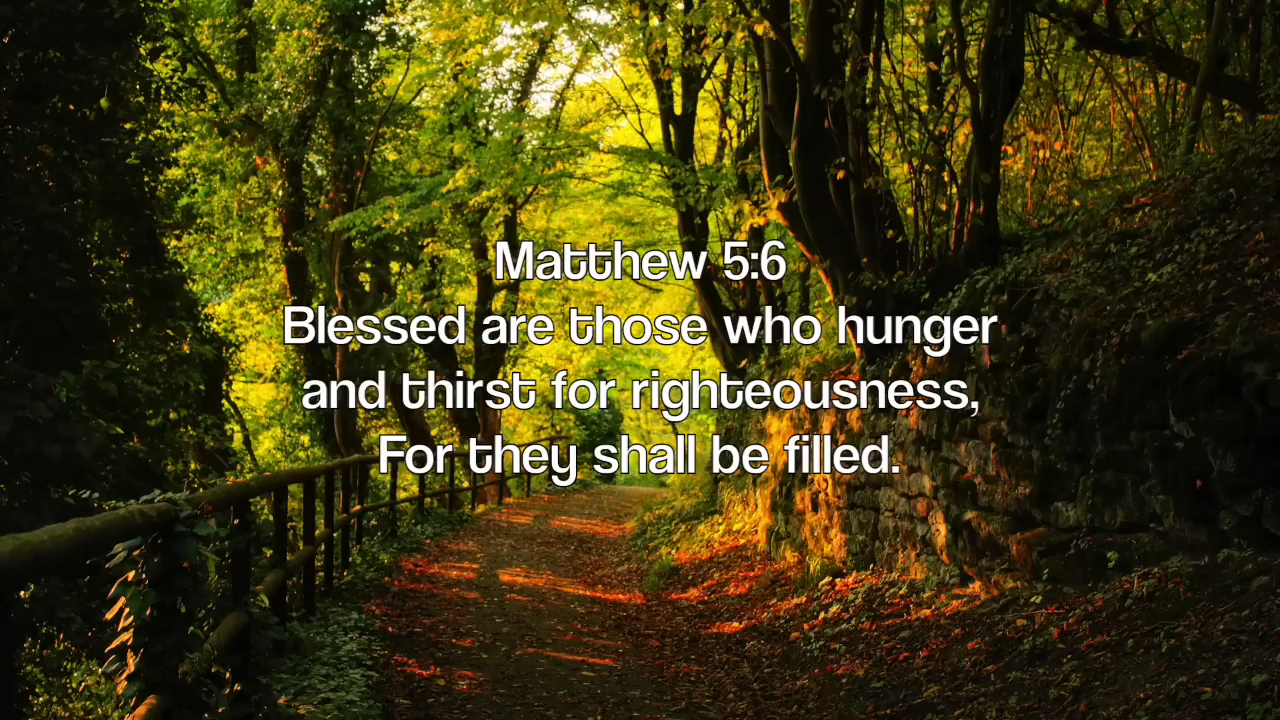 Matthew 5:6
Blessed are those who hunger
and thirst for righteousness,
For they shall be filled.